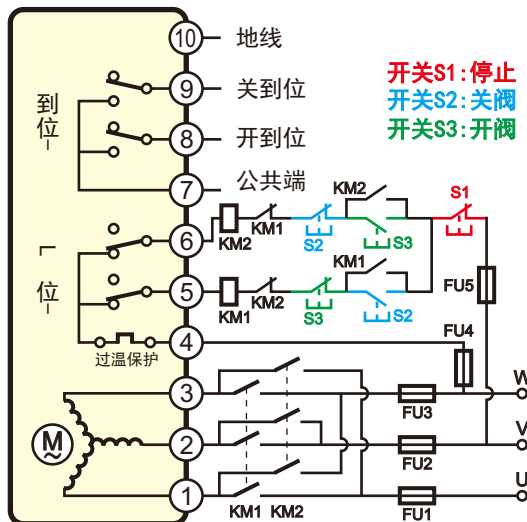 10 地线
9 关到位
8 开到位
7 公共端
到位
开关S1:停止
开关S2:关阀
开关S3:开阀
KM2
S1
6
KM2
KM1
S2
S3
位
KM1
FU5
5
KM1
KM2
S3
S2
FU4
4
过温保护
3
FU3
W
M
~
2
FU2
V
1
KM1
KM2
FU1
U